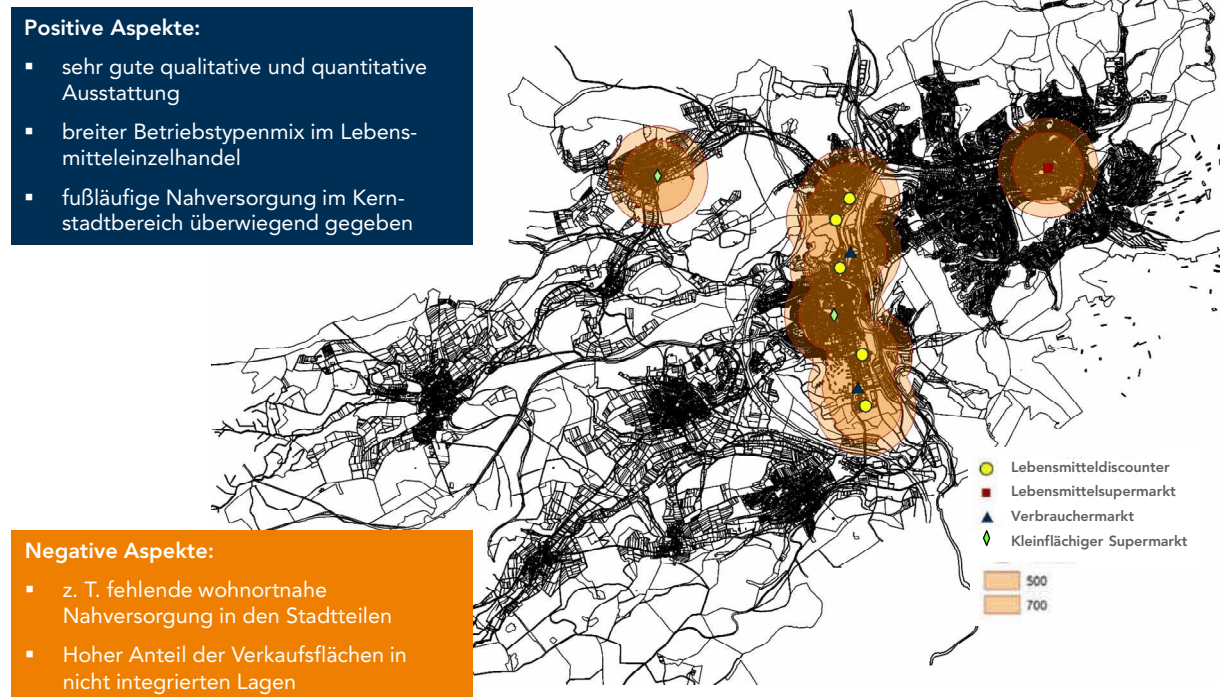 Positive Aspekte:
▪ sehr gute qualitative und quantitative
Ausstattung
▪ breiter Betriebstypenmix im Lebens-
mitteleinzelhandel
▪ fußläufige Nahversorgung im Kern-
stadtbereich überwiegend gegeben
Lebensmitteldiscounter
Lebensmittelsupermarkt
Verbrauchermarkt
Kleinflächiger Supermarkt
500
700
Negative Aspekte:
▪ z. T. fehlende wohnortnahe
Nahversorgung in den Stadtteilen
▪ Hoher Anteil der Verkaufsflächen in
nicht integrierten Lagen